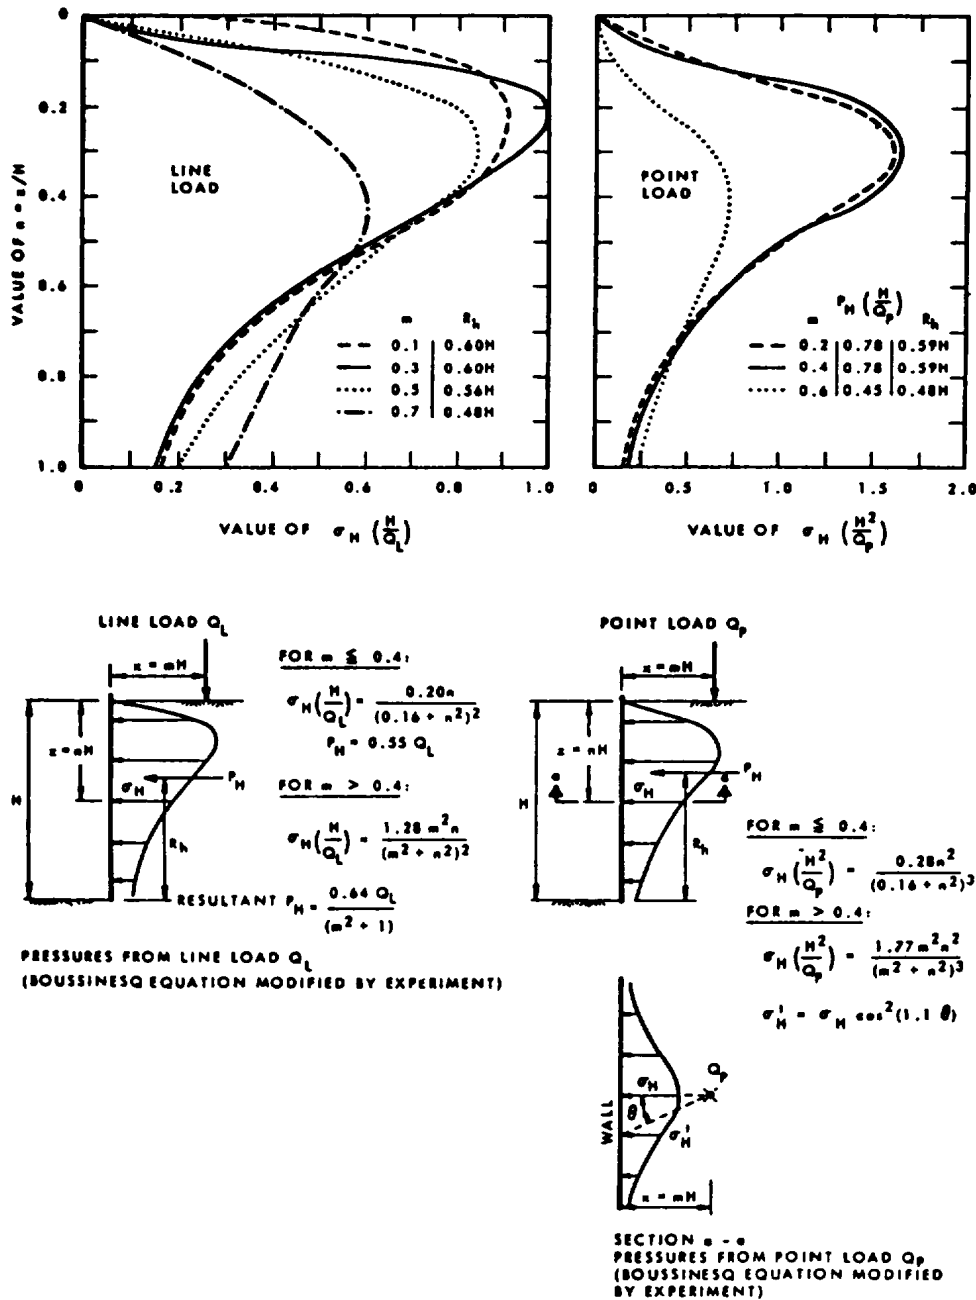 0
0.2
0.4
0.6
0.8
1.0
VALUE OF n = z/H
LINE
LOAD
m R_h
0.1 0.60H
0.3 0.60H
0.5 0.56H
0.7 0.48H
0 0.2 0.4 0.6 0.8 1.0
VALUE OF σ_H (H/Q_L)
POINT
LOAD
m P_H (H/Q_P) R_h
0.2 0.78 0.59H
0.4 0.78 0.59H
0.6 0.45 0.48H
0 0.5 1.0 1.5 2.0
VALUE OF σ_H (H²/Q_P)
LINE LOAD Q_L
x = mH
z = nH
H
σ_H
P_H
R_h
FOR m ≦ 0.4:
σ_H (H/Q_L) = 0.20n / (0.16 + n²)²
P_H = 0.55 Q_L
FOR m > 0.4:
σ_H (H/Q_L) = 1.28 m² n / (m² + n²)²
RESULTANT P_H = 0.64 Q_L / (m² + 1)
PRESSURES FROM LINE LOAD Q_L
(BOUSSINESQ EQUATION MODIFIED BY EXPERIMENT)
POINT LOAD Q_P
x = mH
z = nH
H
σ_H
P_H
a a
R_h
FOR m ≦ 0.4:
σ_H (H²/Q_P) = 0.28n² / (0.16 + n²)³
FOR m > 0.4:
σ_H (H²/Q_P) = 1.77 m² n² / (m² + n²)³
σ'_H = σ_H cos² (1.1 θ)
WALL
σ_H
Q_P
θ
σ'_H
x = mH
SECTION a - a
PRESSURES FROM POINT LOAD Q_P
(BOUSSINESQ EQUATION MODIFIED
BY EXPERIMENT)